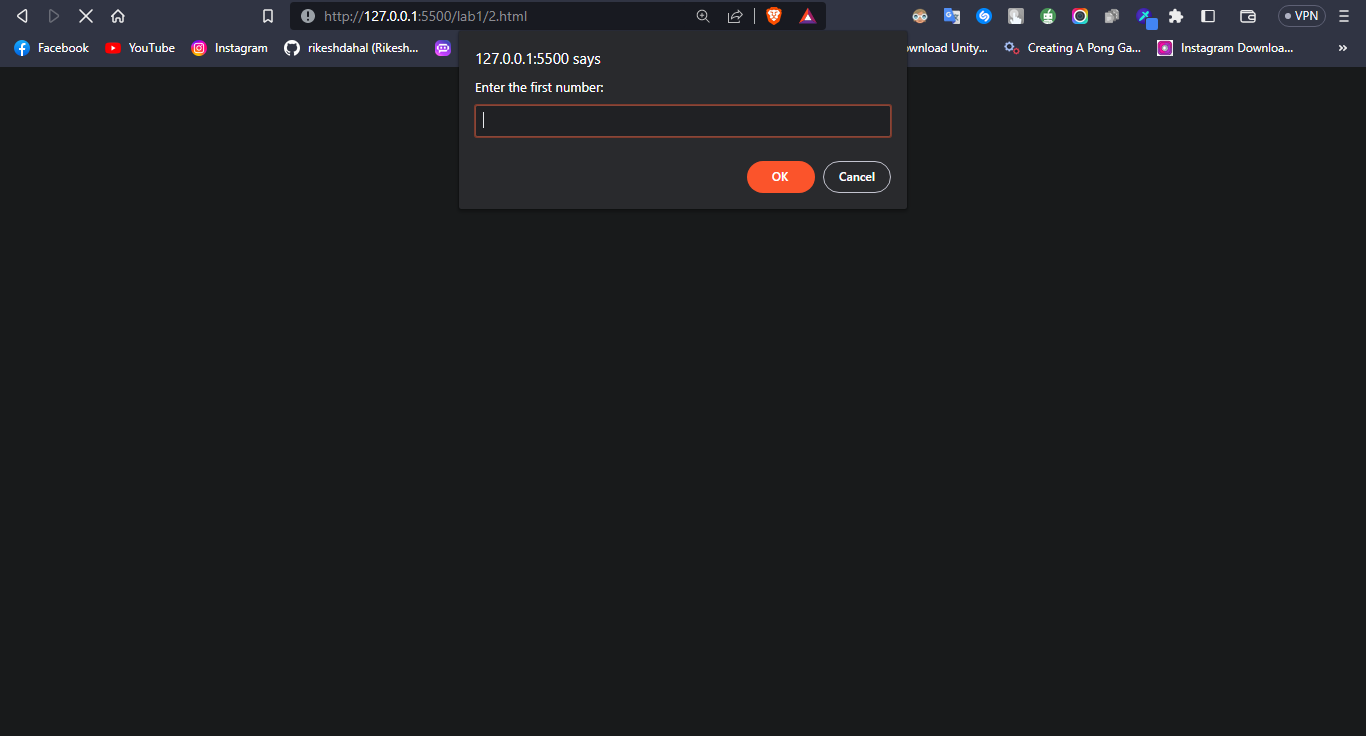 http://127.0.0.1:5500/lab1/2.html
VPN
Facebook YouTube Instagram rikeshdahal (Rikesh... ownload Unity... Creating A Pong Ga... Instagram Downloa... »
127.0.0.1:5500 says
Enter the first number:
OK Cancel